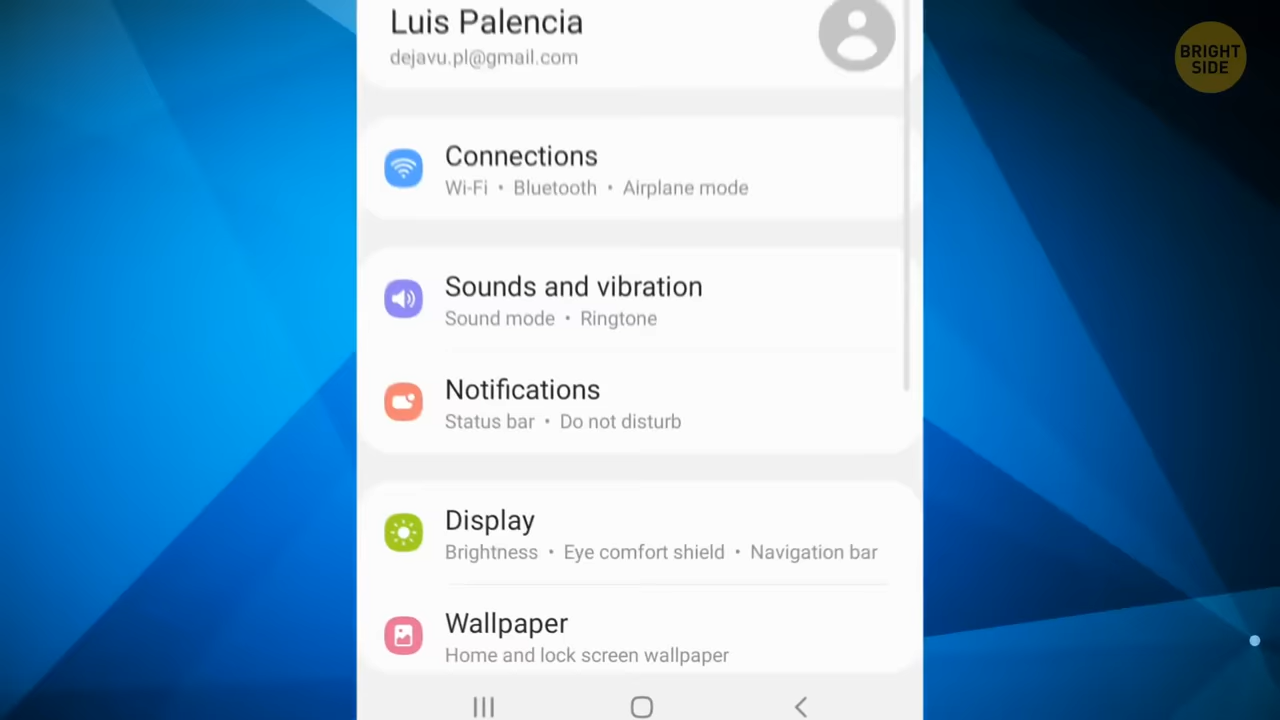 Luis Palencia
dejavu.pl@gmail.com
BRIGHT
SIDE
Connections
Wi-Fi • Bluetooth • Airplane mode
Sounds and vibration
Sound mode • Ringtone
Notifications
Status bar • Do not disturb
Display
Brightness • Eye comfort shield • Navigation bar
Wallpaper
Home and lock screen wallpaper